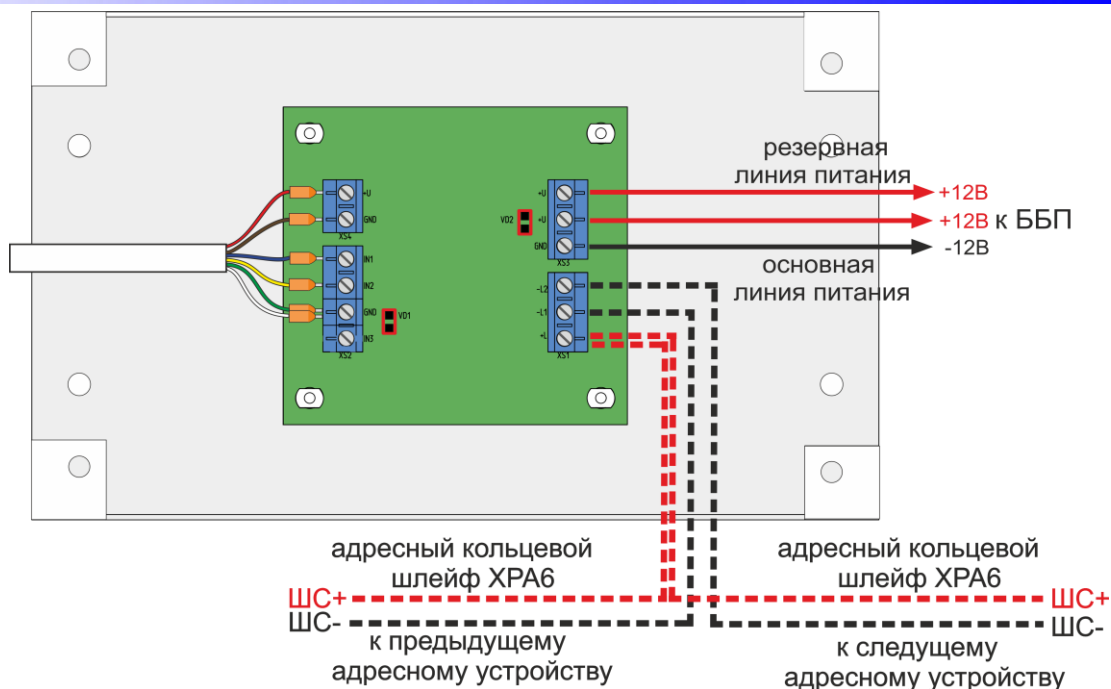 резервная
линия питания
+12В
+12В к ББП
-12В
основная
линия питания
+U
GND
XS4
IN1
IN2
GND
IN3
XS2
VD1
VD2
+U
+U
GND
XS3
-L2
-L1
+L
XS1
адресный кольцевой
шлейф ХРА6
ШС+
ШС-
к предыдущему
адресному устройству
адресный кольцевой
шлейф ХРА6
ШС+
ШС-
к следущему
адресному устройству